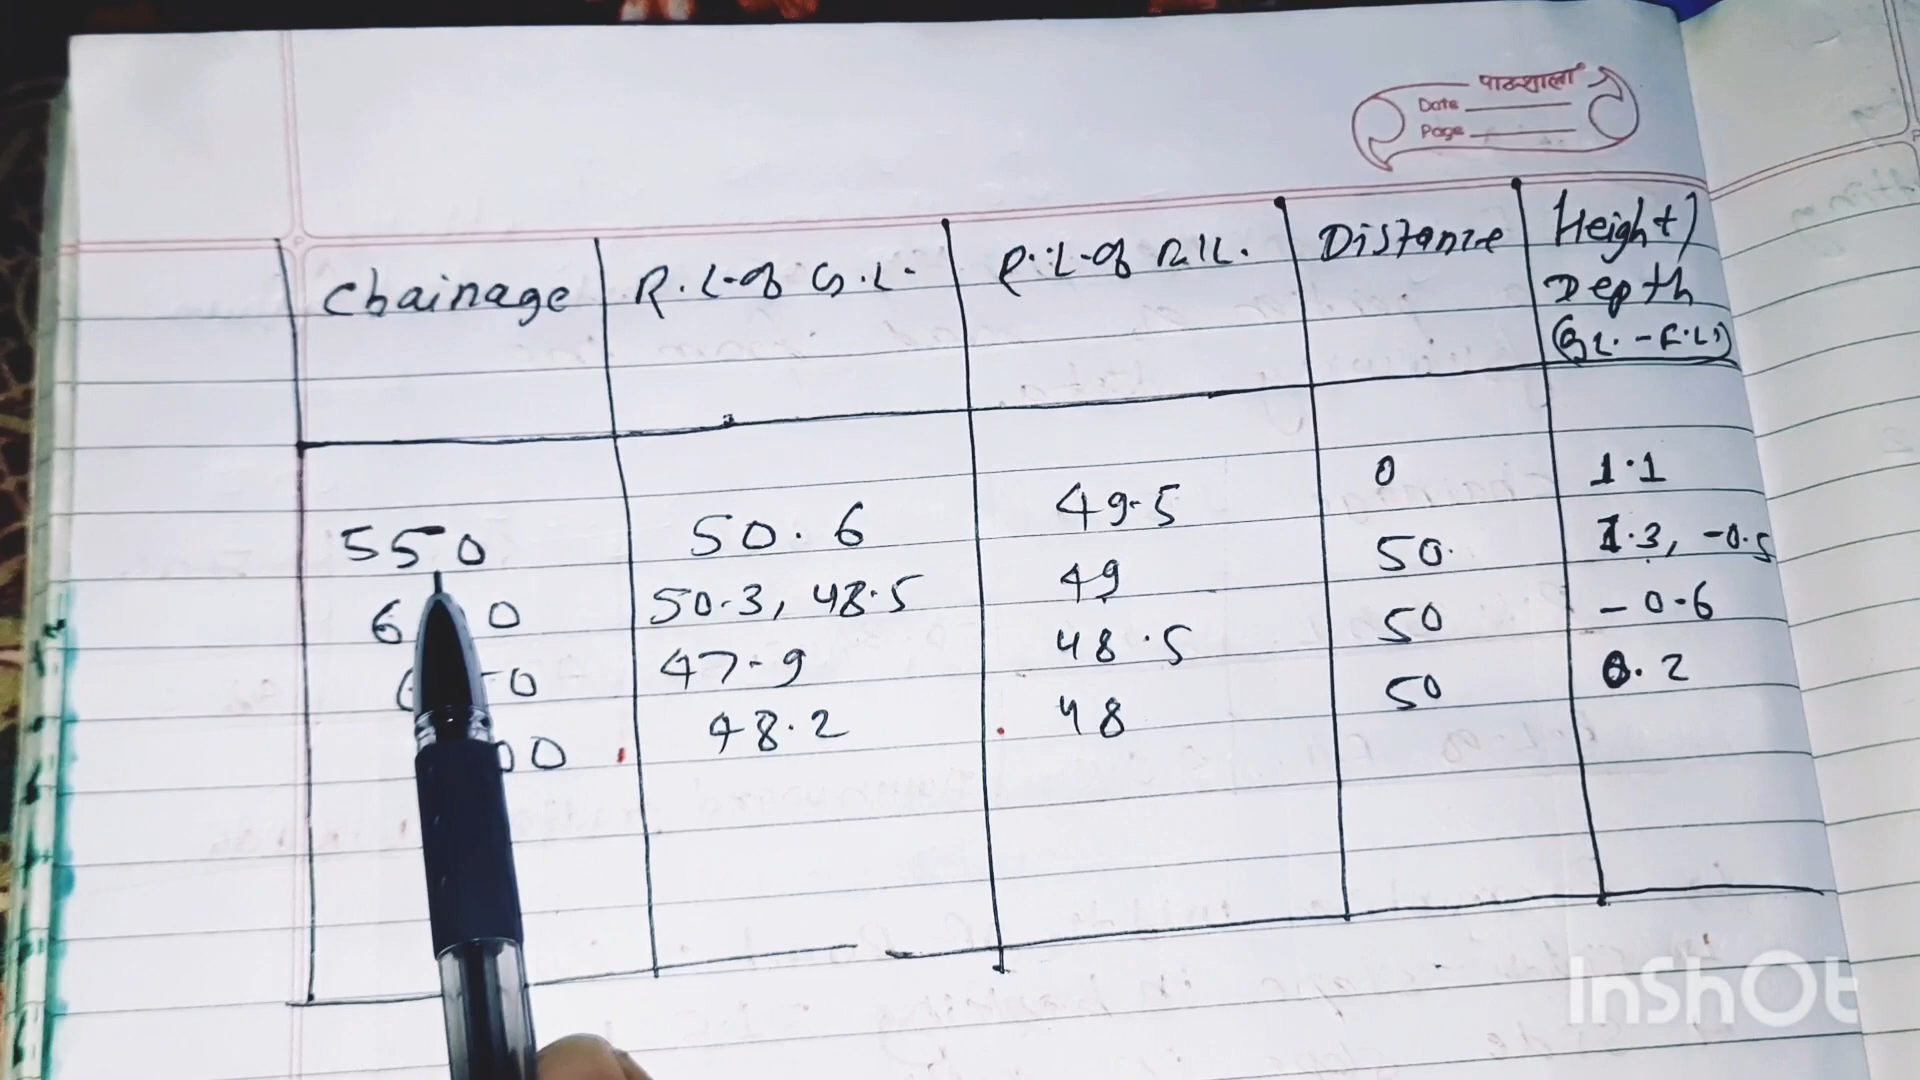 पाठशाला
Date
Page
Chainage R.L. of G.L. R.L. of Distance Height/
Depth
(G.L. - F.L.)
550 50.6 49.5 0 1.1
50.3, 48.5 49 50. 1.3, -0.5
47.9 48.5 50 -0.6
48.2 48 50 0.2
InShOt